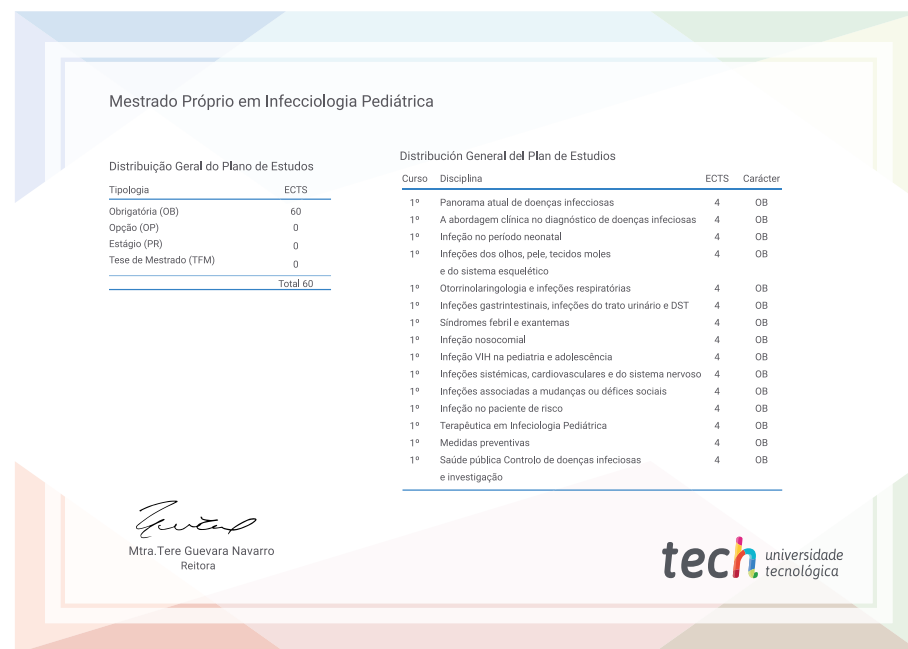 Mestrado Próprio em Infecciologia Pediátrica
Distribuição Geral do Plano de Estudos
Tipologia ECTS
Obrigatória (OB) 60
Opção (OP) 0
Estágio (PR) 0
Tese de Mestrado (TFM) 0
Total 60
Distribución General del Plan de Estudios
Curso Disciplina ECTS Carácter
1º Panorama atual de doenças infecciosas 4 OB
1º A abordagem clínica no diagnóstico de doenças infeciosas 4 OB
1º Infeção no período neonatal 4 OB
1º Infeções dos olhos, pele, tecidos moles 4 OB
e do sistema esquelético
1º Otorrinolaringologia e infeções respiratórias 4 OB
1º Infeções gastrintestinais, infeções do trato urinário e DST 4 OB
1º Síndromes febril e exantemas 4 OB
1º Infeção nosocomial 4 OB
1º Infeção VIH na pediatria e adolescência 4 OB
1º Infeções sistémicas, cardiovasculares e do sistema nervoso 4 OB
1º Infeções associadas a mudanças ou défices sociais 4 OB
1º Infeção no paciente de risco 4 OB
1º Terapêutica em Infeciologia Pediátrica 4 OB
1º Medidas preventivas 4 OB
1º Saúde pública Controlo de doenças infeciosas 4 OB
e investigação
Mtra.Tere Guevara Navarro
Reitora
tech universidade
tecnológica